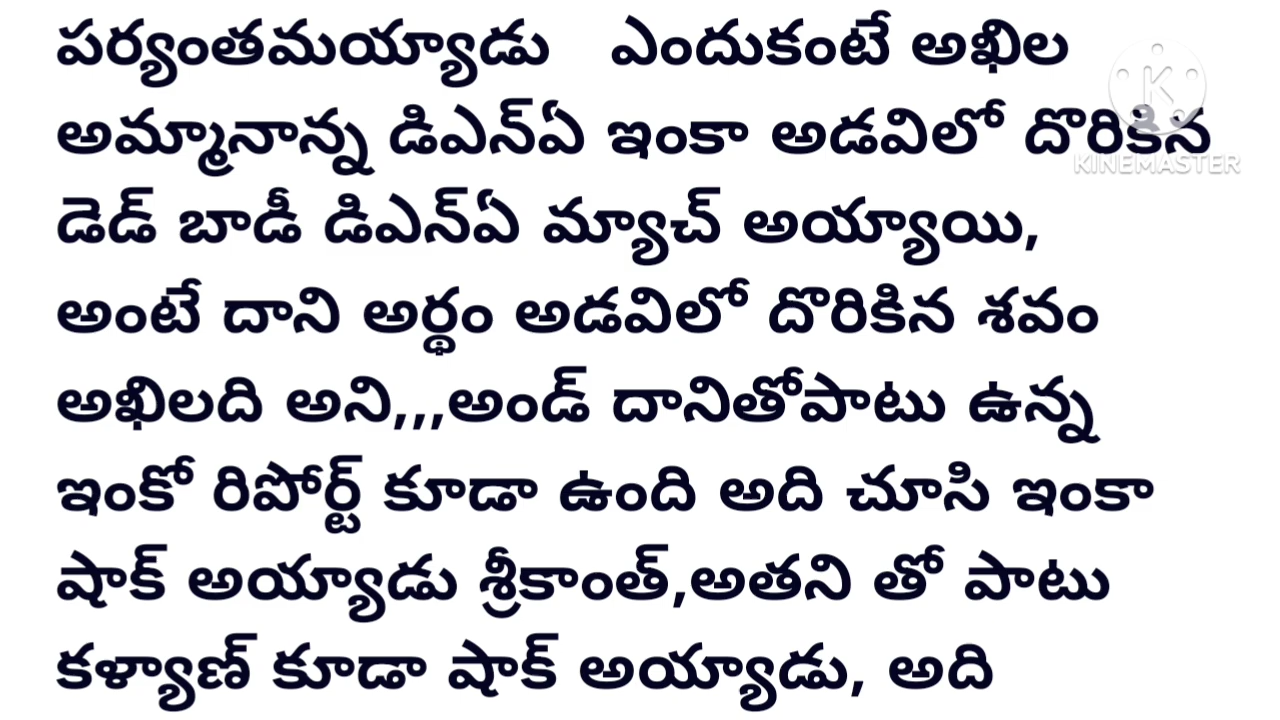 పర్యంతమయ్యాడు ఎందుకంటే అఖిల
అమ్మానాన్న డిఎన్ఏ ఇంకా అడవిలో దొరికిన
KINEMASTER
డెడ్ బాడీ డిఎన్ఏ మ్యాచ్ అయ్యాయి,
అంటే దాని అర్థం అడవిలో దొరికిన శవం
అఖిలది అని,,,అండ్ దానితోపాటు ఉన్న
ఇంకో రిపోర్ట్ కూడా ఉంది అది చూసి ఇంకా
షాక్ అయ్యాడు శ్రీకాంత్,అతని తో పాటు
కళ్యాణ్ కూడా షాక్ అయ్యాడు, అది